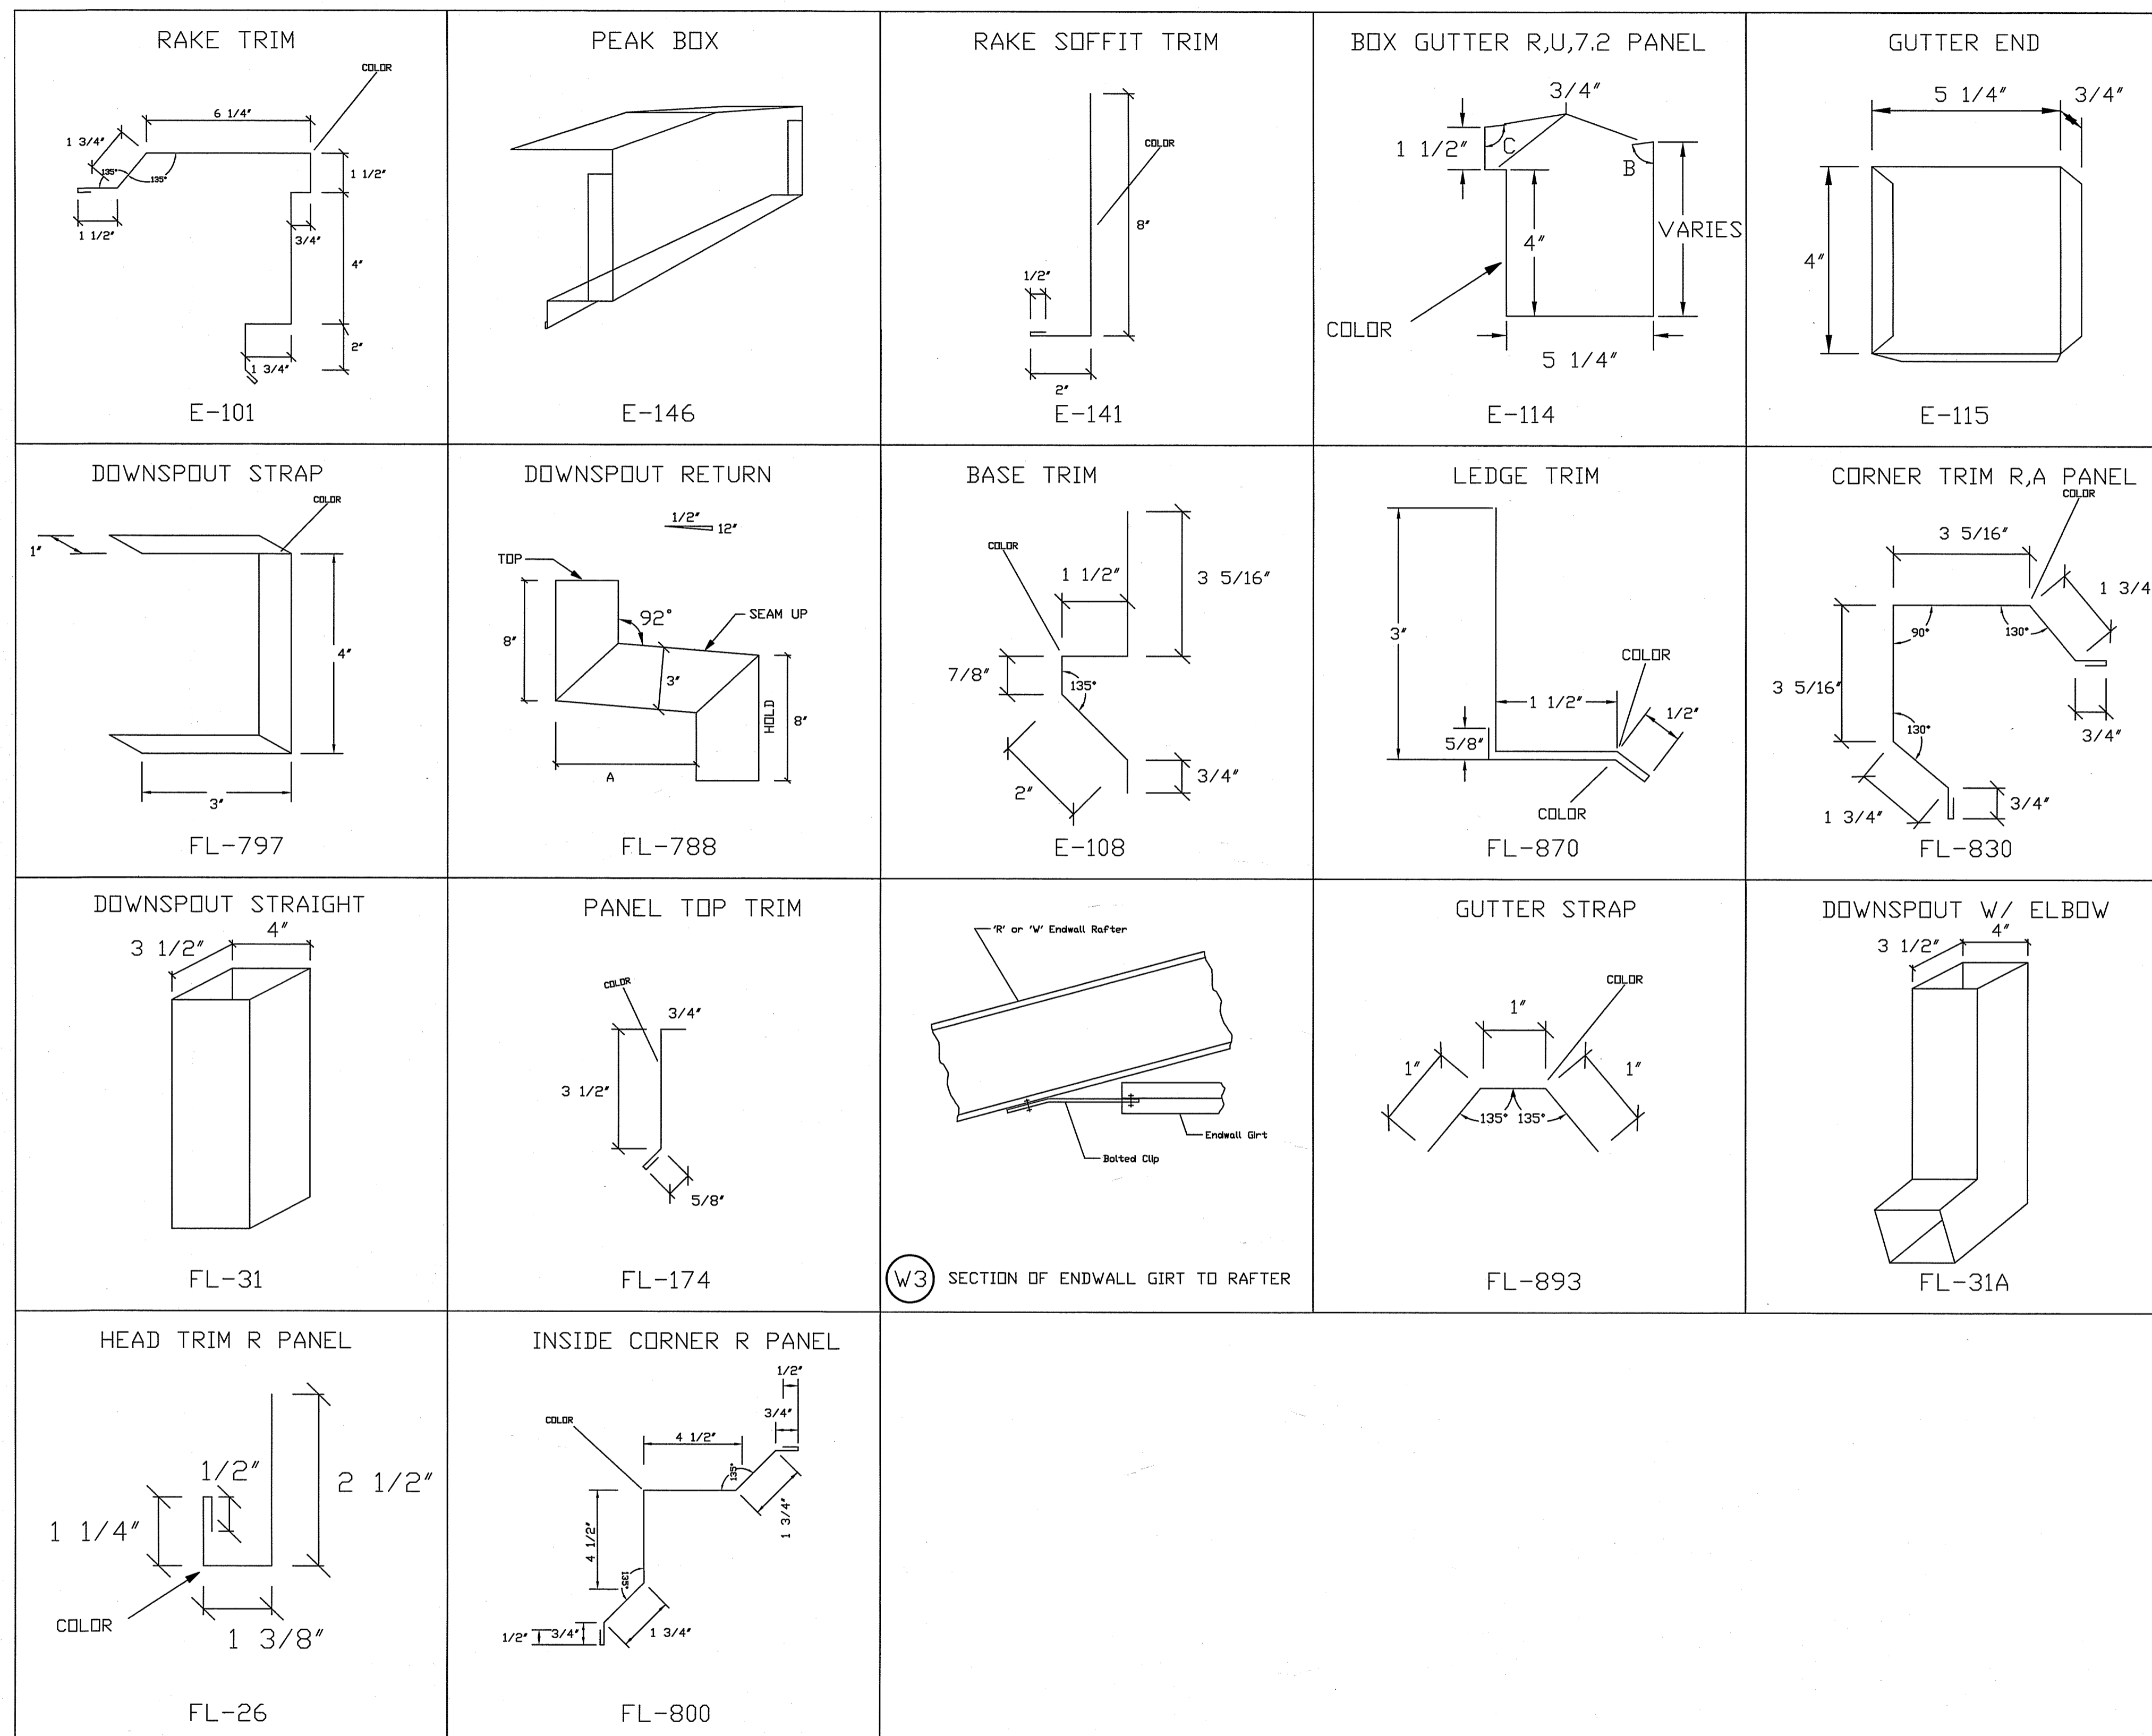 RAKE TRIM
COLOR
6 1/4"
1 3/4"
135°
135°
1 1/2"
1 1/2"
3/4"
4"
2"
1 3/4"
E-101
PEAK BOX
E-146
RAKE SOFFIT TRIM
COLOR
8"
1/2"
2"
E-141
BOX GUTTER R,U,7.2 PANEL
3/4"
1 1/2"
C
B
VARIES
4"
COLOR
5 1/4"
E-114
GUTTER END
5 1/4"
3/4"
4"
E-115
DOWNSPOUT STRAP
COLOR
1"
4"
3"
FL-797
DOWNSPOUT RETURN
1/2"
12"
TOP
92°
SEAM UP
8"
3"
HOLD
8"
A
FL-788
BASE TRIM
COLOR
1 1/2"
3 5/16"
7/8"
135°
2"
3/4"
E-108
LEDGE TRIM
3"
COLOR
1 1/2"
1/2"
5/8"
COLOR
FL-870
CORNER TRIM R,A PANEL
COLOR
3 5/16"
1 3/4
90°
130°
3 5/16"
3/4"
130°
3/4"
1 3/4"
FL-830
DOWNSPOUT STRAIGHT
3 1/2"
4"
FL-31
PANEL TOP TRIM
COLOR
3/4"
3 1/2"
5/8"
FL-174
'R' or 'W' Endwall Rafter
Endwall Girt
Bolted Clip
W3 SECTION OF ENDWALL GIRT TO RAFTER
GUTTER STRAP
COLOR
1"
1"
1"
135°
135°
FL-893
DOWNSPOUT W/ ELBOW
3 1/2"
4"
FL-31A
HEAD TRIM R PANEL
1/2"
2 1/2"
1 1/4"
COLOR
1 3/8"
FL-26
INSIDE CORNER R PANEL
1/2"
3/4"
COLOR
4 1/2"
135°
1 3/4"
4 1/2"
135°
1/2"
3/4"
1 3/4"
FL-800